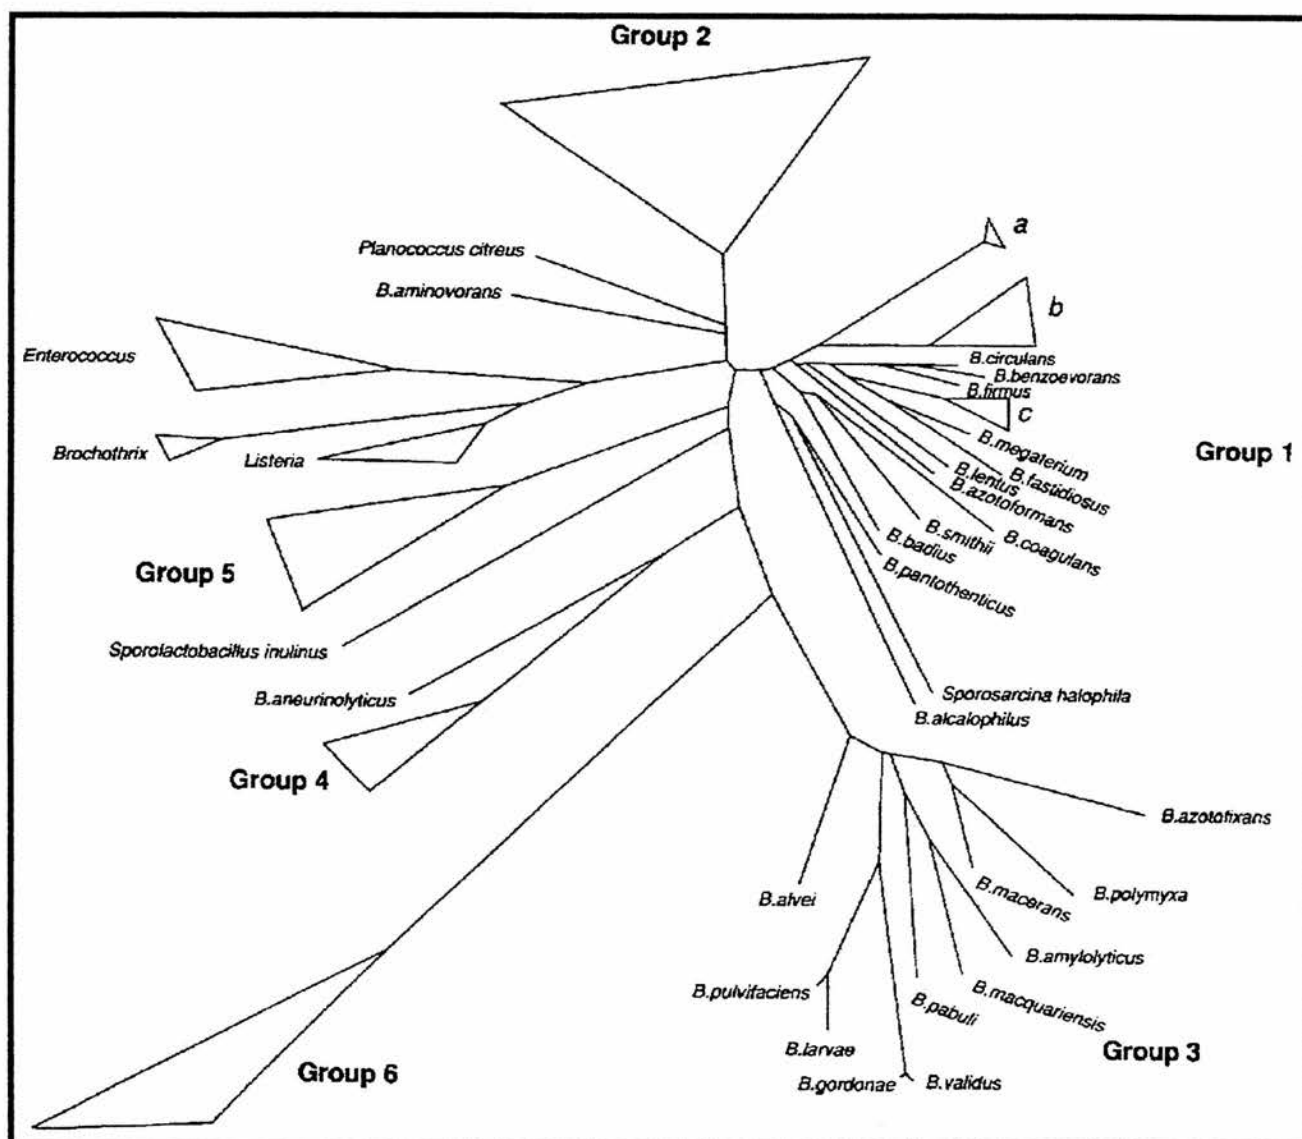 Group 2
a
Planococcus citreus
b
B.aminovorans
Enterococcus
B.circulans
B.benzoevorans
B.firmus
c
Brochothrix
Listeria
B.megaterium
Group 1
B.lentus
B.fastidiosus
B.azotoformans
B.smithii
B.coagulans
B.badius
B.pantothenticus
Group 5
Sporolactobacillus inulinus
B.aneurinolyticus
Sporosarcina halophila
B.alcalophilus
Group 4
B.azotofixans
B.alvei
B.macerans
B.polymyxa
B.amylolyticus
B.pulvifaciens
B.pabuli
B.macquariensis
B.larvae
Group 3
Group 6
B.gordonae
B.validus